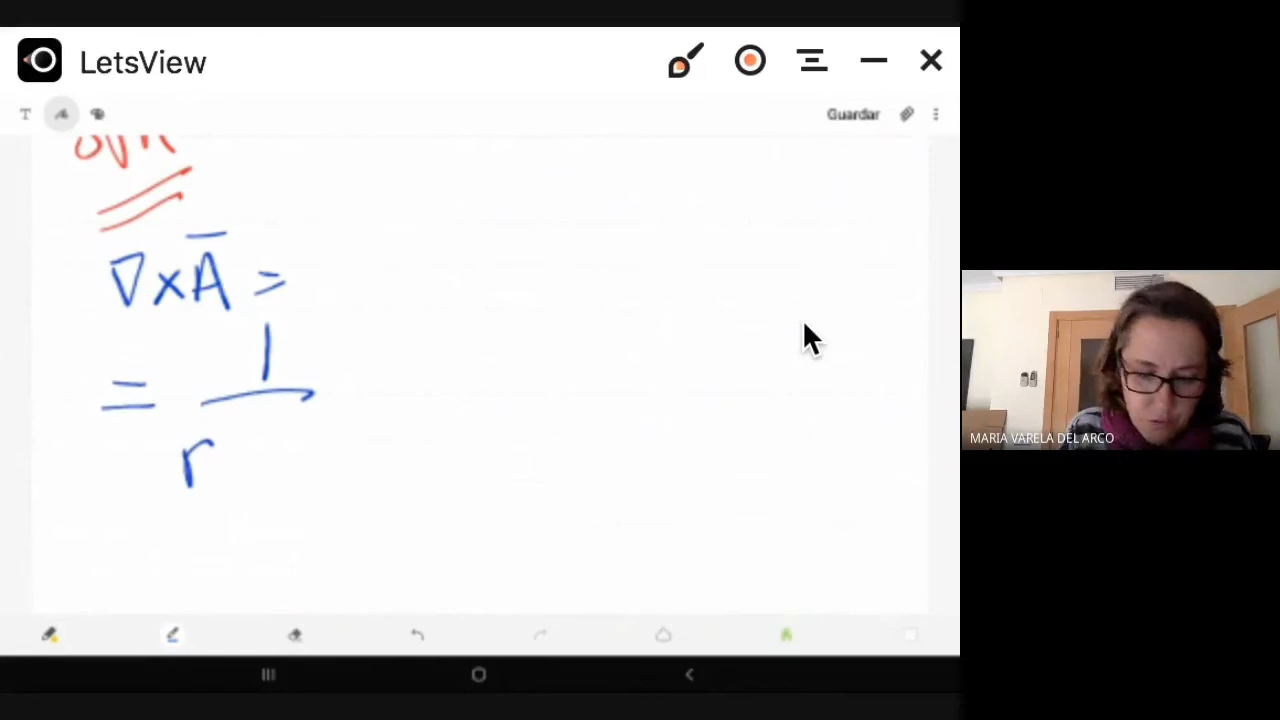 LetsView
T
Guardar
∇×A̅ =
= 1
r
MARIA VARELA DEL ARCO